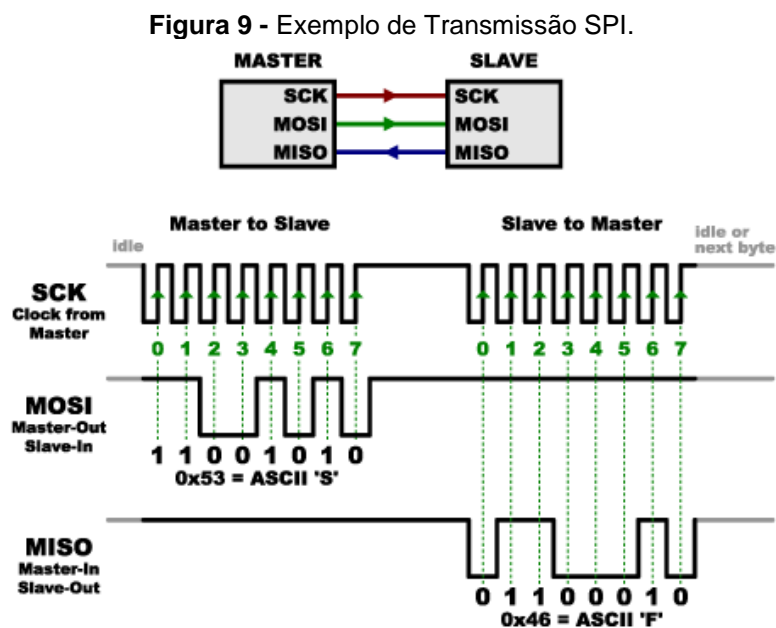 Figura 9 - Exemplo de Transmissão SPI.
MASTER SLAVE
SCK SCK
MOSI MOSI
MISO MISO
Master to Slave Slave to Master
idle idle or
next byte
SCK
Clock from
Master
0 1 2 3 4 5 6 7 0 1 2 3 4 5 6 7
MOSI
Master-Out
Slave-In
1 1 0 0 1 0 1 0
0x53 = ASCII 'S'
MISO
Master-In
Slave-Out
0 1 1 0 0 0 1 0
0x46 = ASCII 'F'